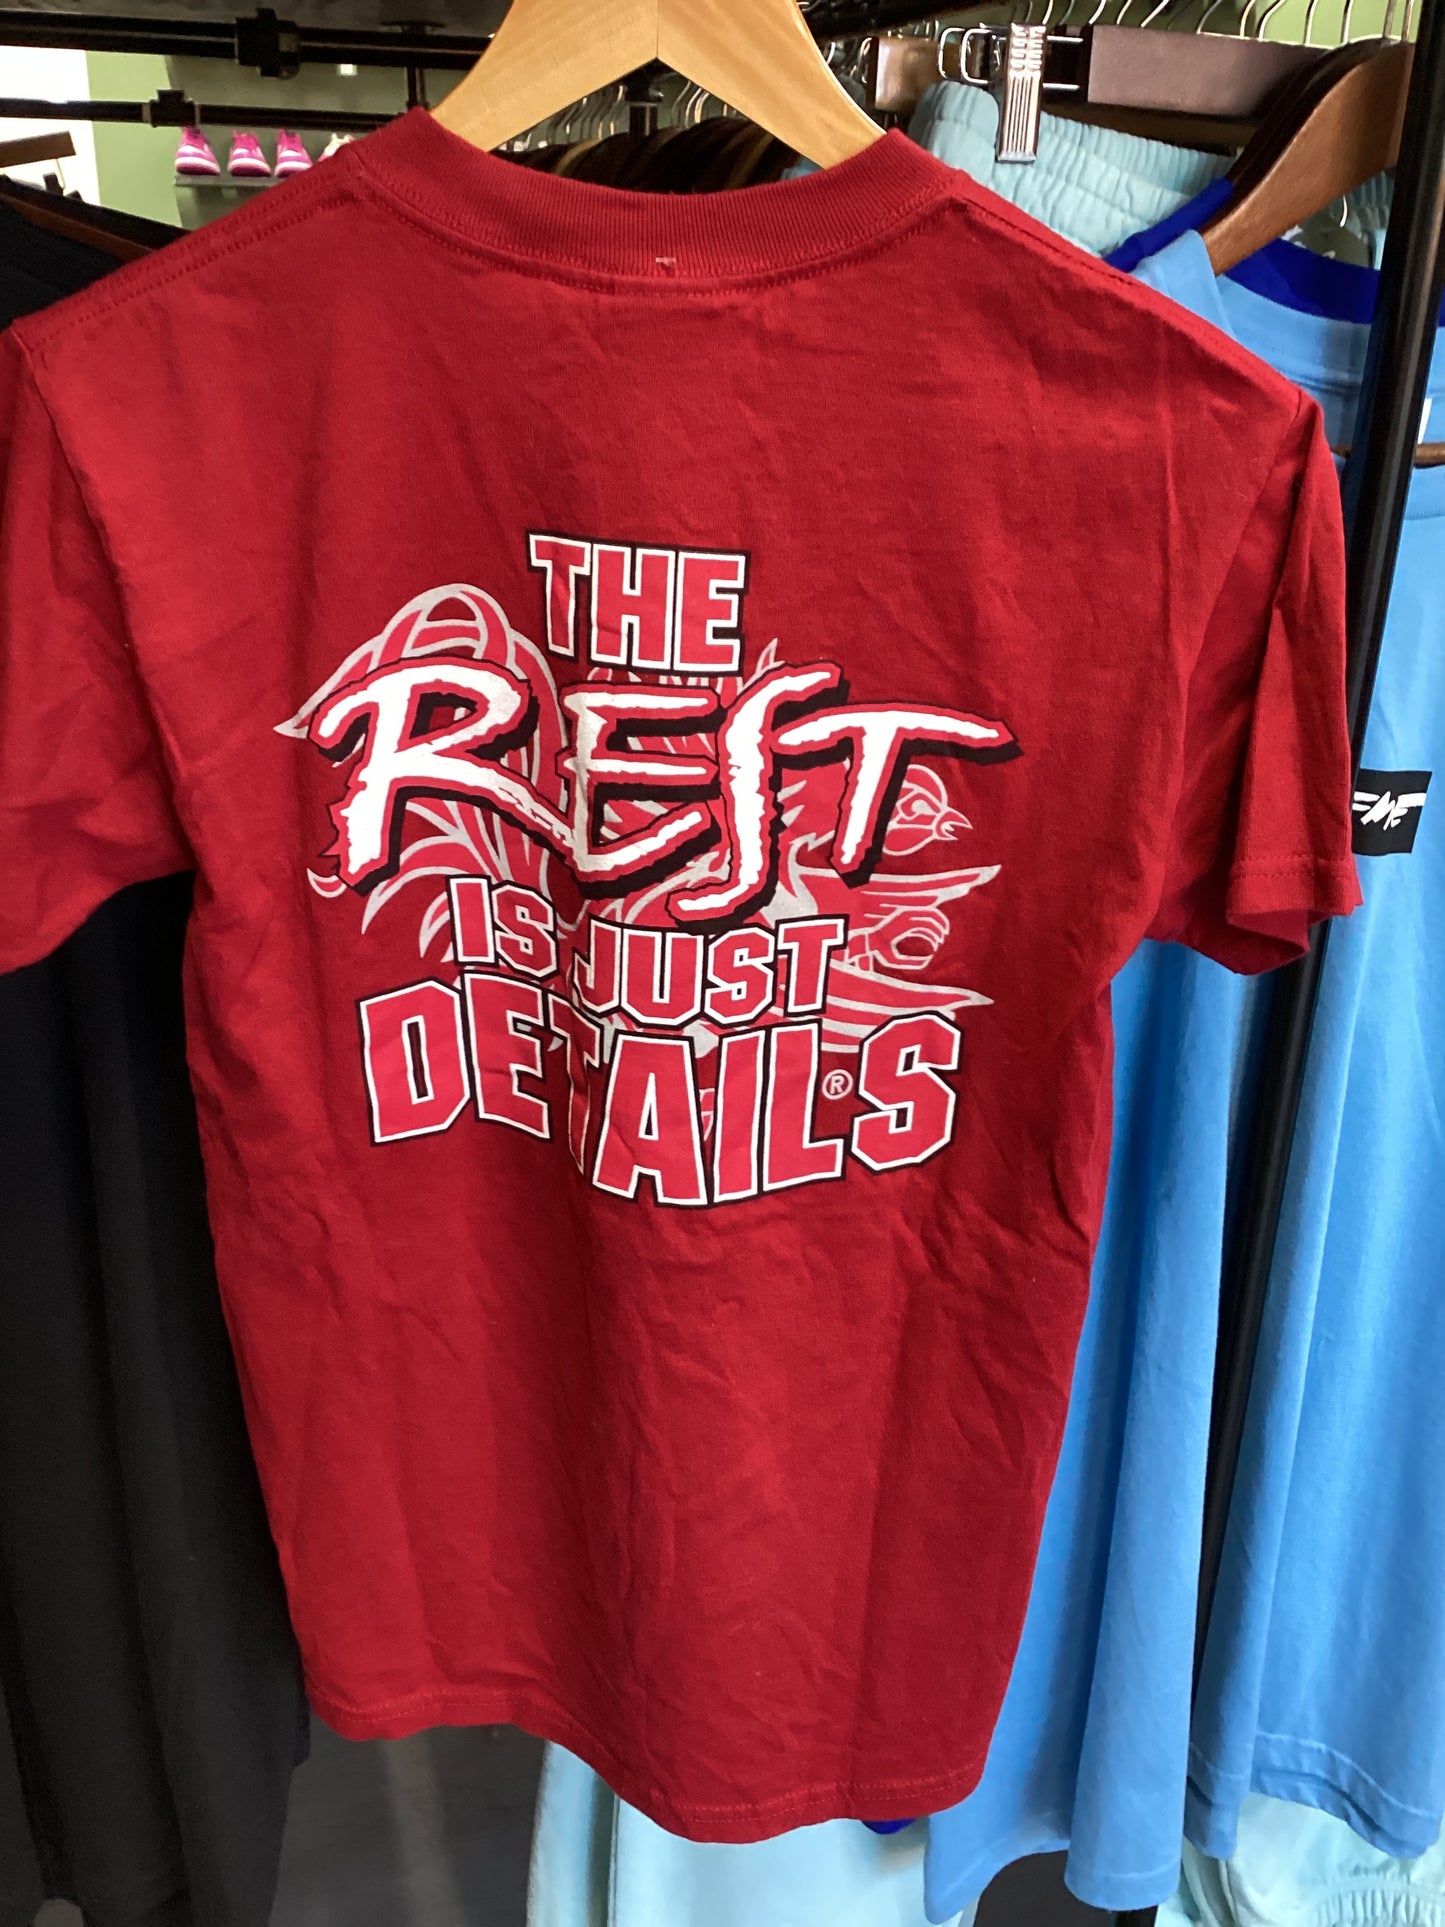 THE
REST
IS JUST
DETAILS®